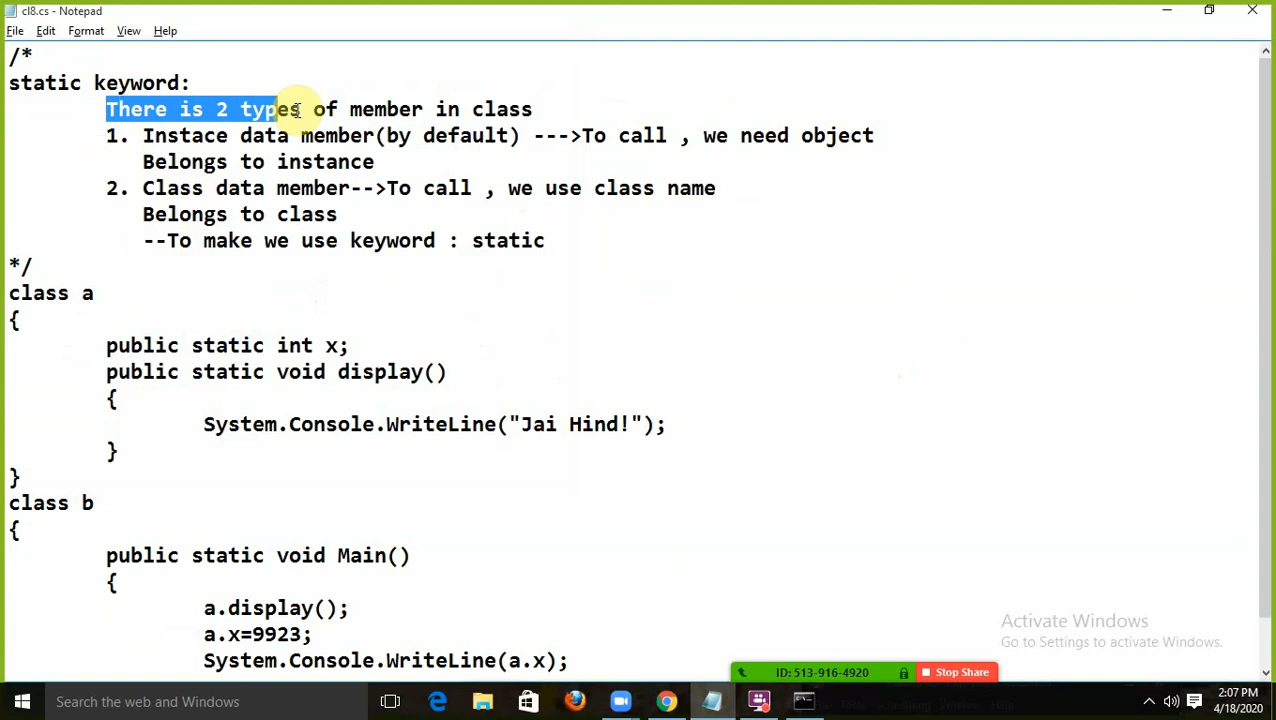 cl8.cs - Notepad
File Edit Format View Help
/*
static keyword:
There is 2 types of member in class
1. Instace data member(by default) --->To call , we need object
Belongs to instance
2. Class data member-->To call , we use class name
Belongs to class
--To make we use keyword : static
*/
class a
{
public static int x;
public static void display()
{
System.Console.WriteLine("Jai Hind!");
}
}
class b
{
public static void Main()
{
a.display();
a.x=9923;
System.Console.WriteLine(a.x);
Activate Windows
Go to Settings to activate Windows.
ID: 513-916-4920 Stop Share
Search the web and Windows
2:07 PM
4/18/2020